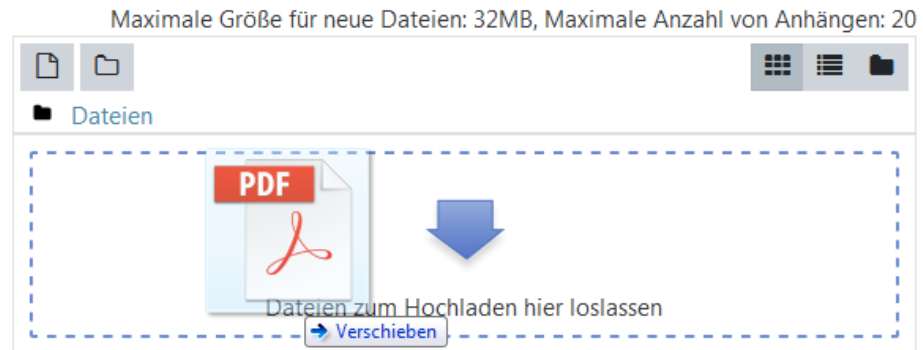 Maximale Größe für neue Dateien: 32MB, Maximale Anzahl von Anhängen: 20
Dateien
PDF
Dateien zum Hochladen hier loslassen
Verschieben